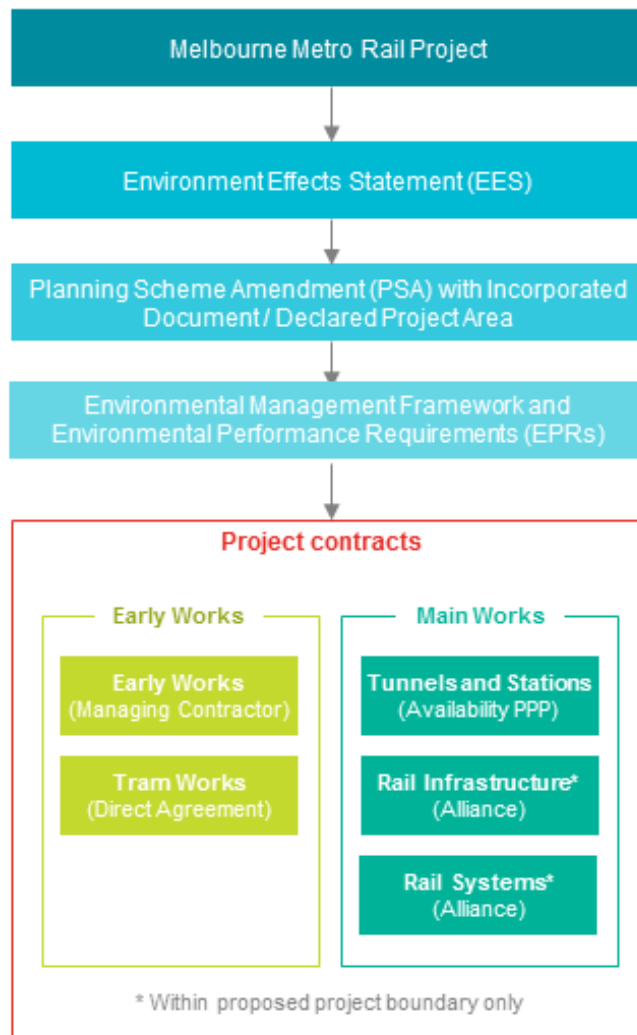 Melbourne Metro Rail Project
Environment Effects Statement (EES)
Planning Scheme Amendment (PSA) with Incorporated
Document / Declared Project Area
Environmental Management Framework and
Environmental Performance Requirements (EPRs)
Project contracts
Early Works
Early Works
(Managing Contractor)
Tram Works
(Direct Agreement)
Main Works
Tunnels and Stations
(Availability PPP)
Rail Infrastructure*
(Alliance)
Rail Systems*
(Alliance)
* Within proposed project boundary only